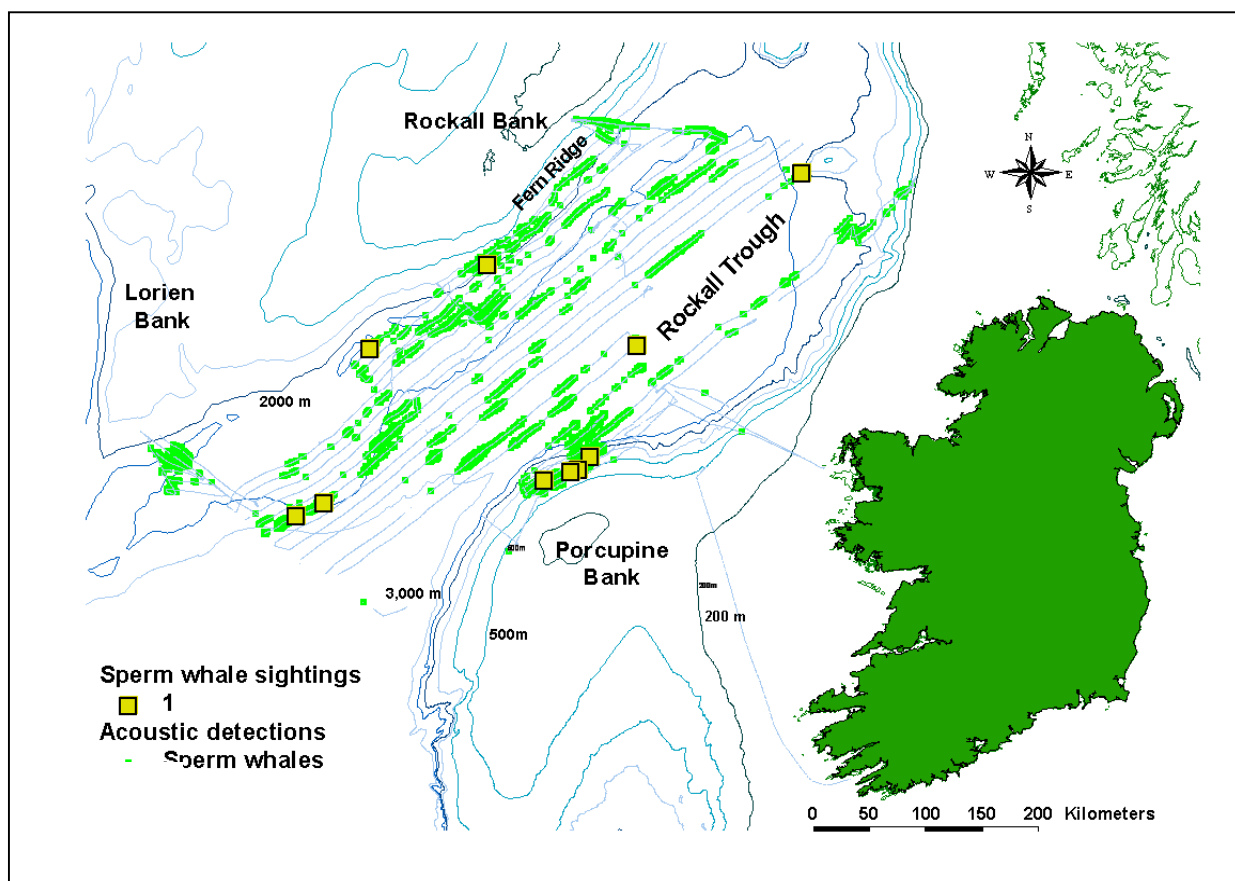 Rockall Bank
Fern Ridge
N
W E
S
Rockall Trough
Lorien
Bank
2000 m
Porcupine
Bank
3,000 m
500m
200 m
Sperm whale sightings
1
Acoustic detections
Sperm whales
0 50 100 150 200 Kilometers